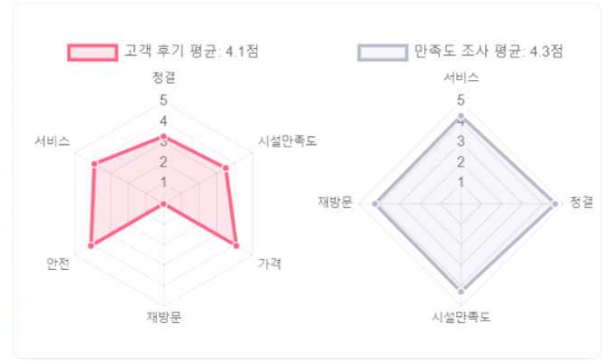 고객 후기 평균: 4.1점
정결
5
4
3
2
1
서비스
시설만족도
안전
가격
재방문
만족도 조사 평균: 4.3점
서비스
5
4
3
2
1
재방문
정결
시설만족도